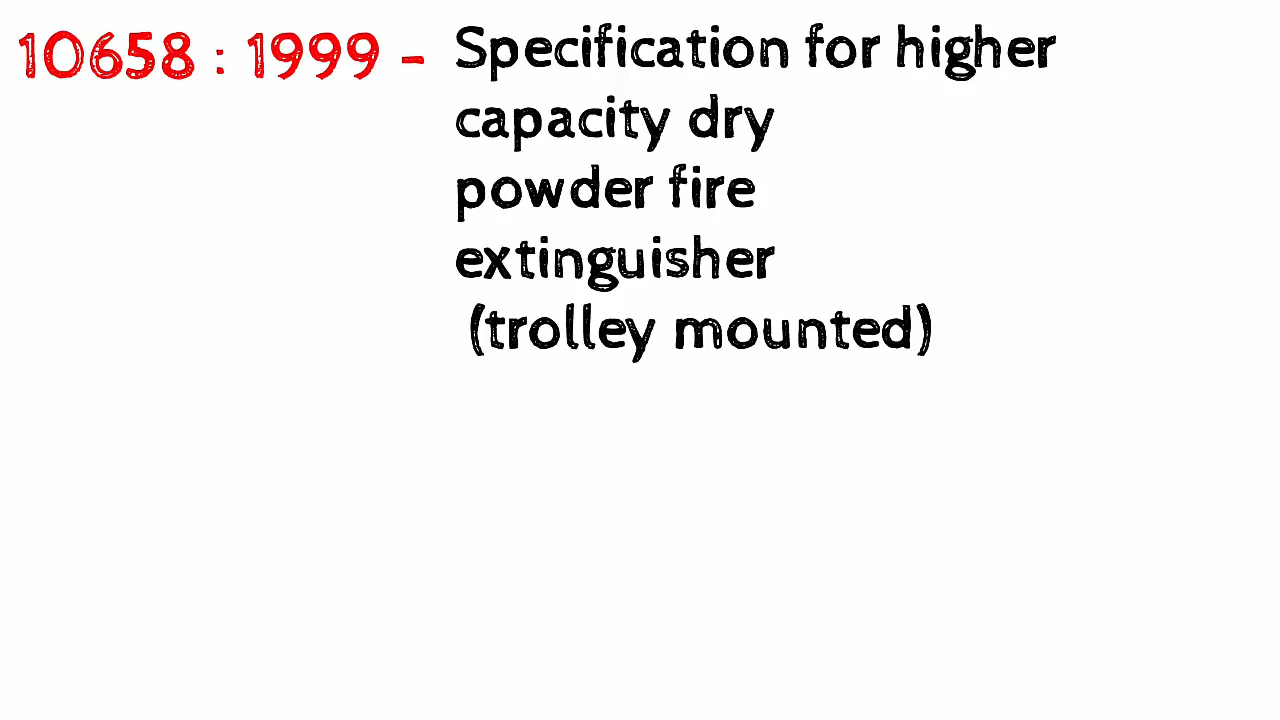 10658 : 1999 - Specification for higher
capacity dry
powder fire
extinguisher
(trolley mounted)